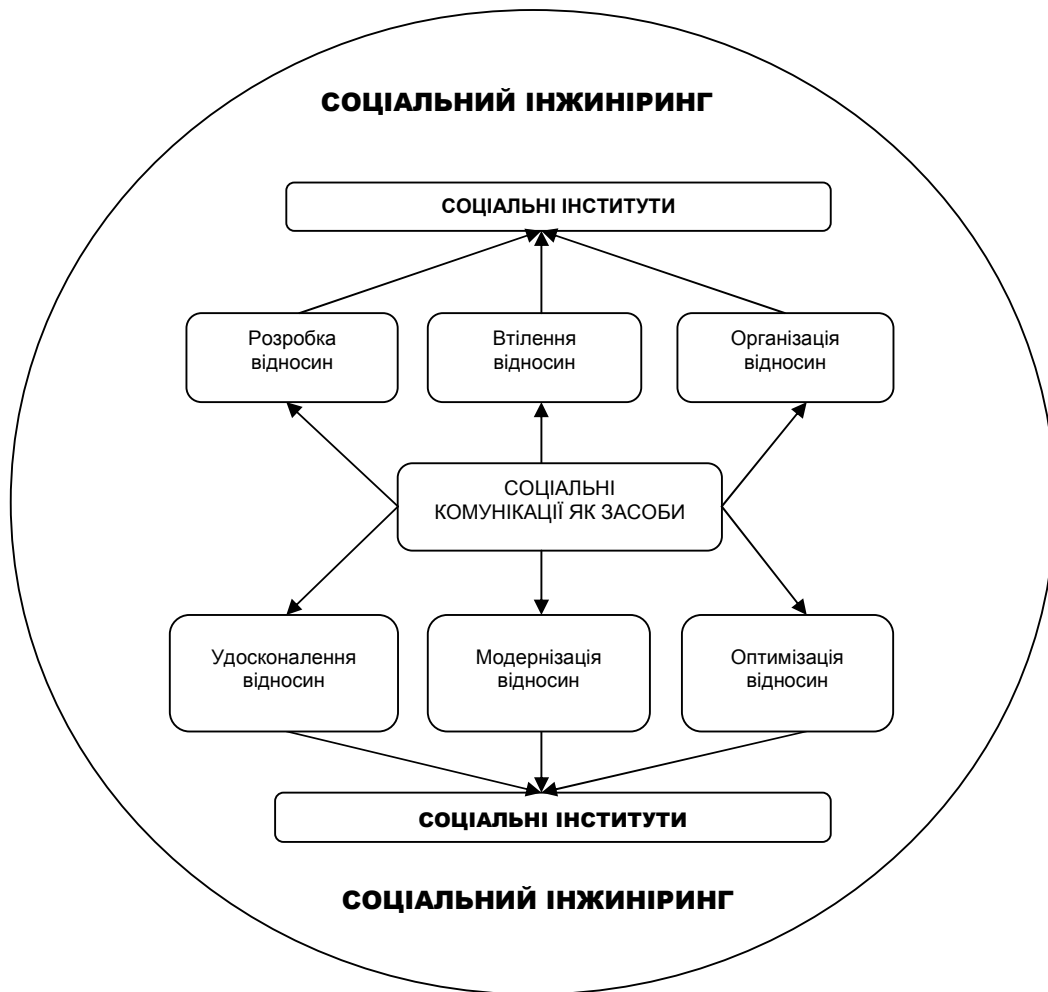 СОЦІАЛЬНИЙ ІНЖИНІРИНГ
СОЦІАЛЬНІ ІНСТИТУТИ
Розробка
відносин
Втілення
відносин
Організація
відносин
СОЦІАЛЬНІ
КОМУНІКАЦІЇ ЯК ЗАСОБИ
Удосконалення
відносин
Модернізація
відносин
Оптимізація
відносин
СОЦІАЛЬНІ ІНСТИТУТИ
СОЦІАЛЬНИЙ ІНЖИНІРИНГ